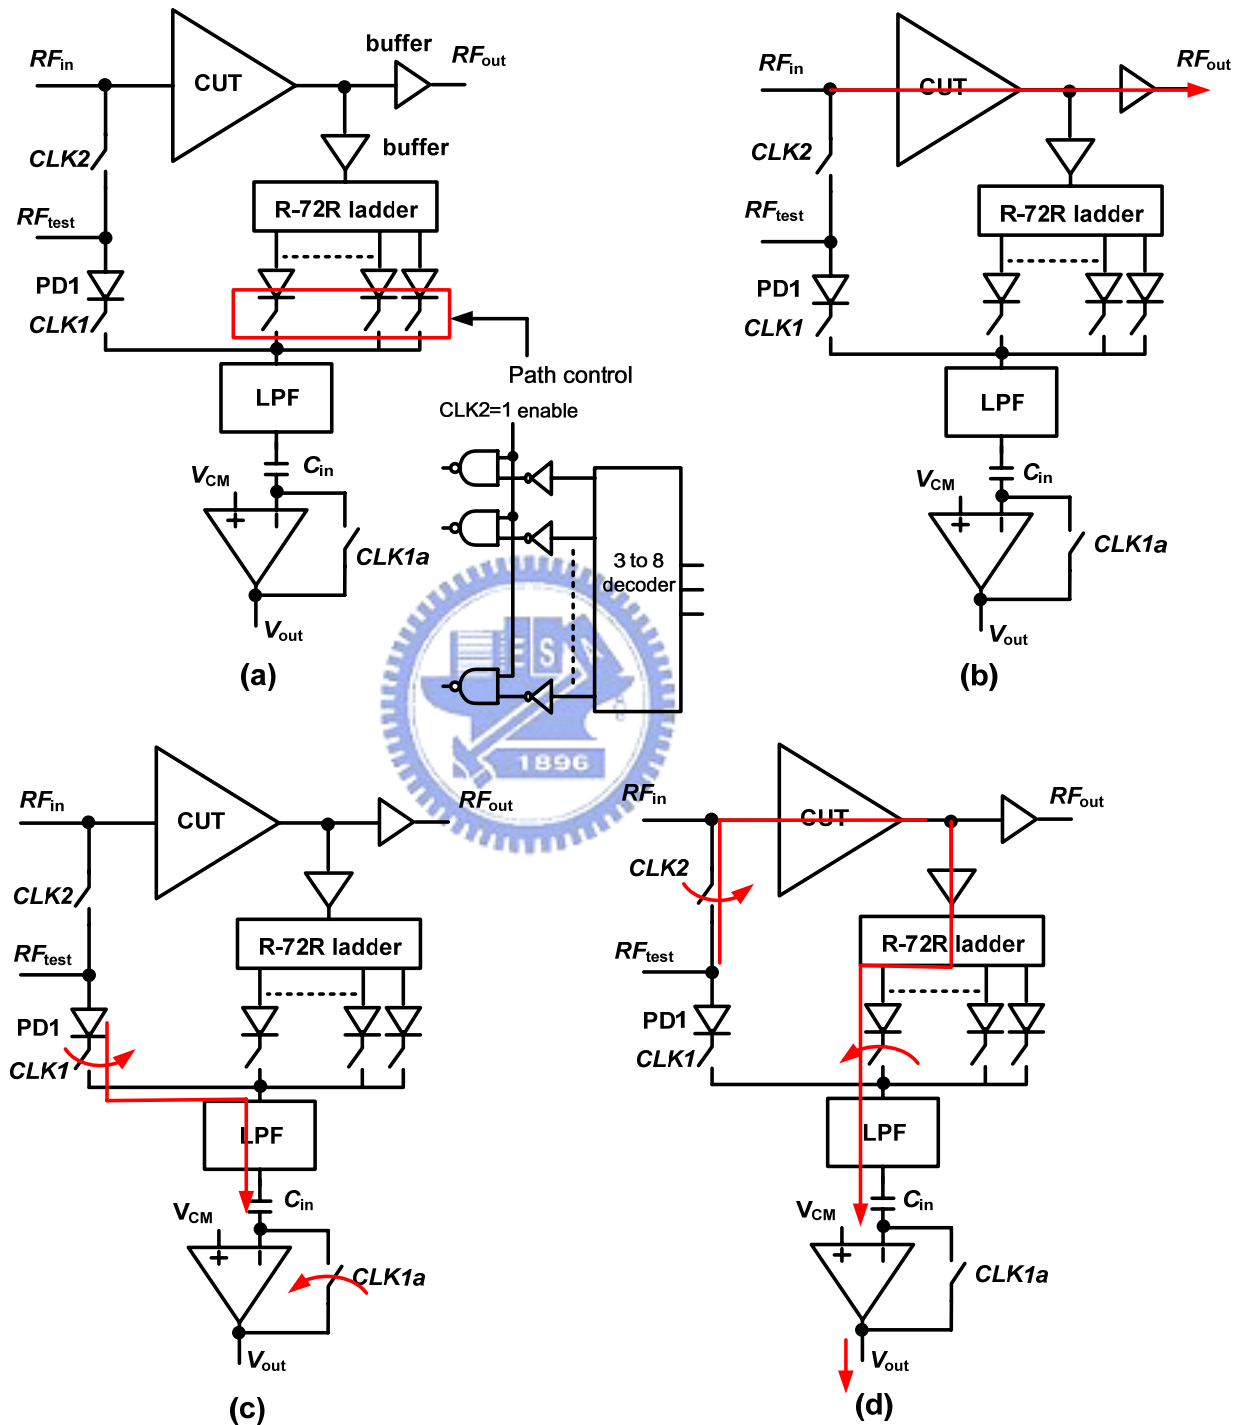 RFin
CUT
buffer
RFout
CLK2
buffer
R-72R ladder
RFtest
PD1
CLK1
LPF
Path control
CLK2=1 enable
Cin
VCM
+
CLK1a
3 to 8
decoder
Vout
(a)
RFin
CUT
RFout
CLK2
R-72R ladder
RFtest
PD1
CLK1
LPF
Cin
VCM
+
CLK1a
Vout
(b)
ES
1896
RFin
CUT
RFout
CLK2
R-72R ladder
RFtest
PD1
CLK1
LPF
Cin
VCM
+
CLK1a
Vout
(c)
RFin
CUT
RFout
CLK2
R-72R ladder
RFtest
PD1
CLK1
LPF
Cin
VCM
+
CLK1a
Vout
(d)